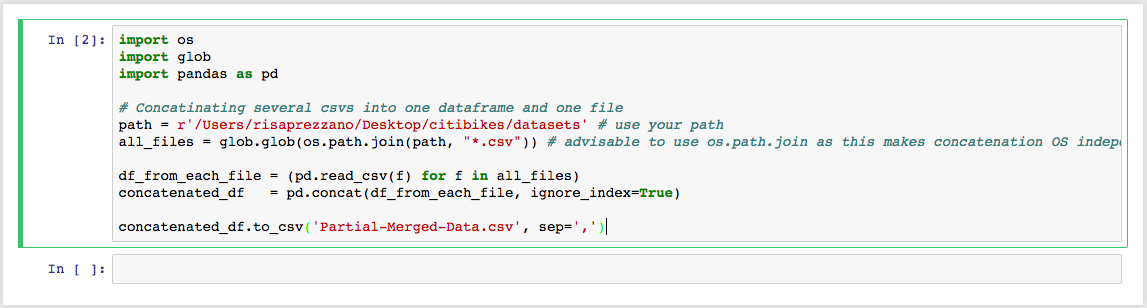 In [2]: import os
import glob
import pandas as pd
# Concatinating several csvs into one dataframe and one file
path = r'/Users/risaprezzano/Desktop/citibikes/datasets' # use your path
all_files = glob.glob(os.path.join(path, "*.csv")) # advisable to use os.path.join as this makes concatenation OS indepe
df_from_each_file = (pd.read_csv(f) for f in all_files)
concatenated_df   = pd.concat(df_from_each_file, ignore_index=True)
concatenated_df.to_csv('Partial-Merged-Data.csv', sep=',')
In [ ]: